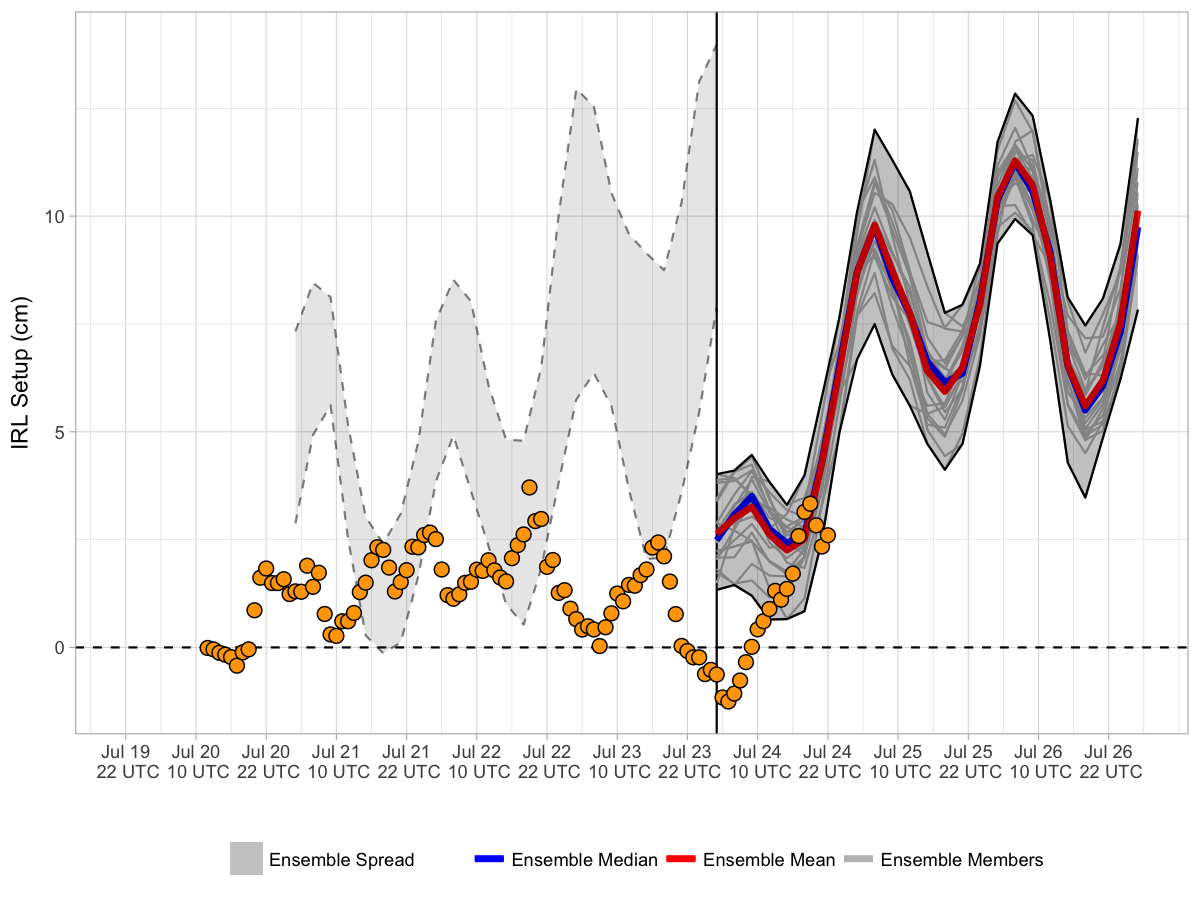 IRL Setup (cm)
10
5
0
Jul 19 Jul 20 Jul 20 Jul 21 Jul 21 Jul 22 Jul 22 Jul 23 Jul 23 Jul 24 Jul 24 Jul 25 Jul 25 Jul 26 Jul 26
22 UTC 10 UTC 22 UTC 10 UTC 22 UTC 10 UTC 22 UTC 10 UTC 22 UTC 10 UTC 22 UTC 10 UTC 22 UTC 10 UTC 22 UTC
Ensemble Spread Ensemble Median Ensemble Mean Ensemble Members